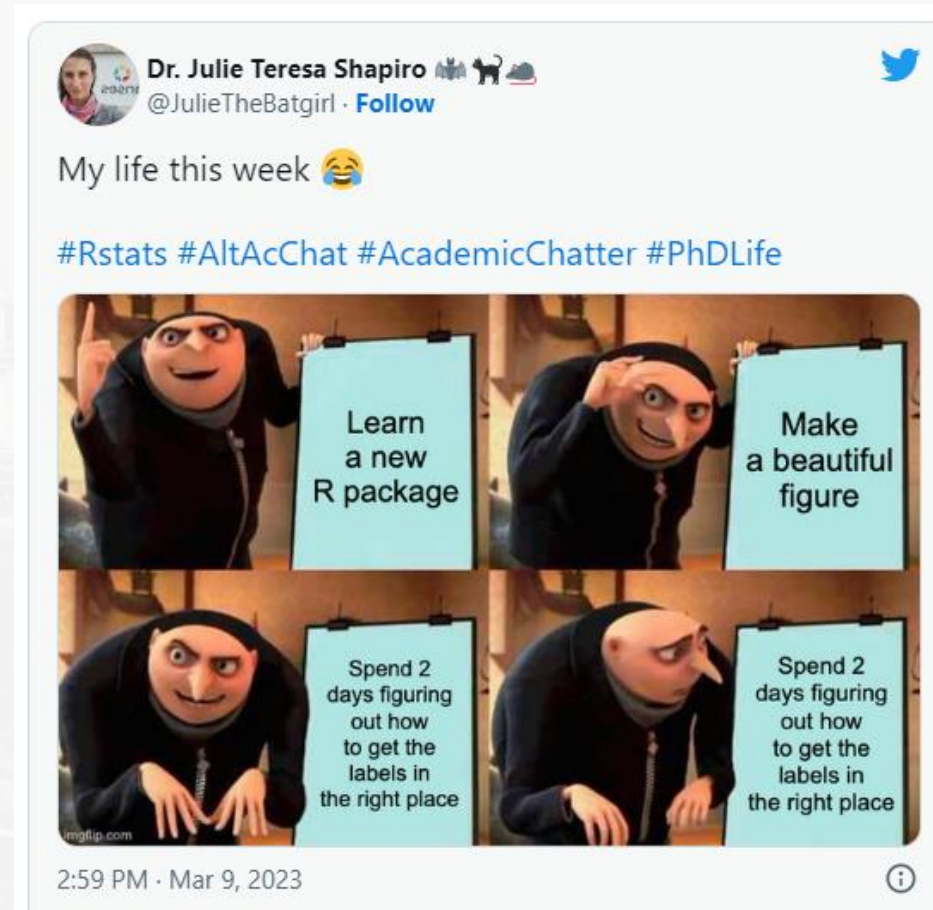 Dr. Julie Teresa Shapiro 🦇🐈‍⬛🐁
@JulieTheBatgirl · Follow
My life this week 😂
#Rstats #AltAcChat #AcademicChatter #PhDLife
Learn
a new
R package
Make
a beautiful
figure
Spend 2
days figuring
out how
to get the
labels in
the right place
Spend 2
days figuring
out how
to get the
labels in
the right place
imgflip.com
2:59 PM · Mar 9, 2023